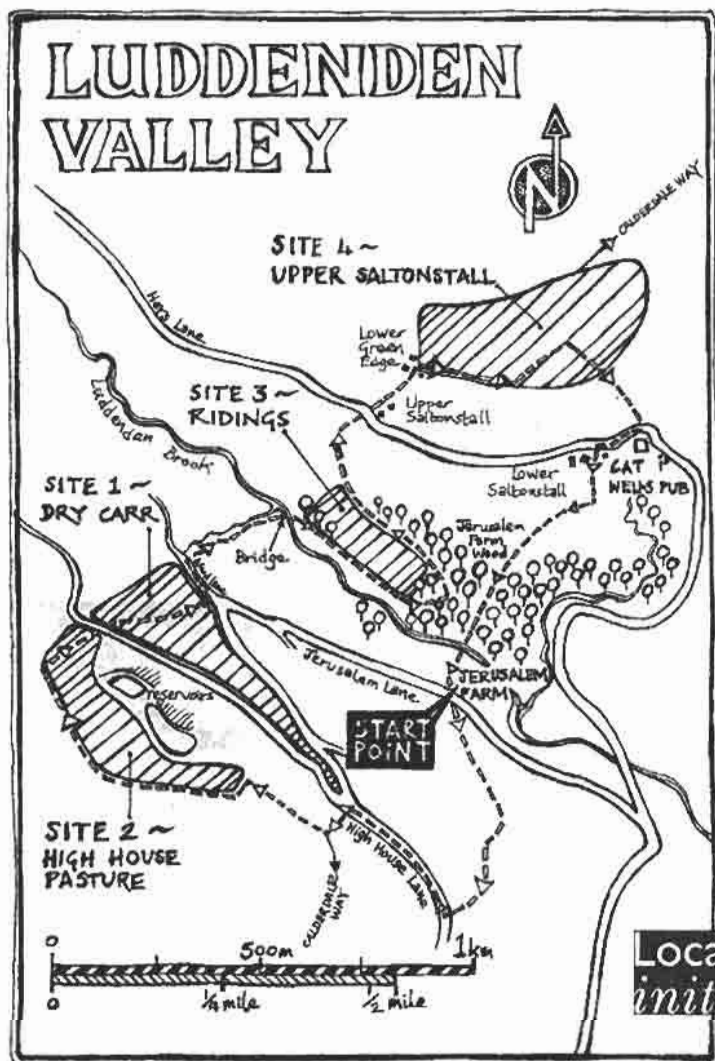 LUDDENDEN
VALLEY
N
CALDERDALE WAY
SITE 4 ~
UPPER SALTONSTALL
Heys Lane
Lower
Green
Edge
Luddenden
Brook
SITE 3 ~
RIDINGS
Upper
Saltonstall
Lower
Saltonstall
CAT
PUB
SITE 1 ~
DRY CARR
Jerusalem
Farm
Wood
Bridge
reservoirs
Jerusalem Lane
JERUSALEM
FARM
START
POINT
SITE 2 ~
HIGH HOUSE
PASTURE
High House Lane
CALDERDALE
WAY
0 500m 1km
0 1/4 mile 1/2 mile
Loca
init